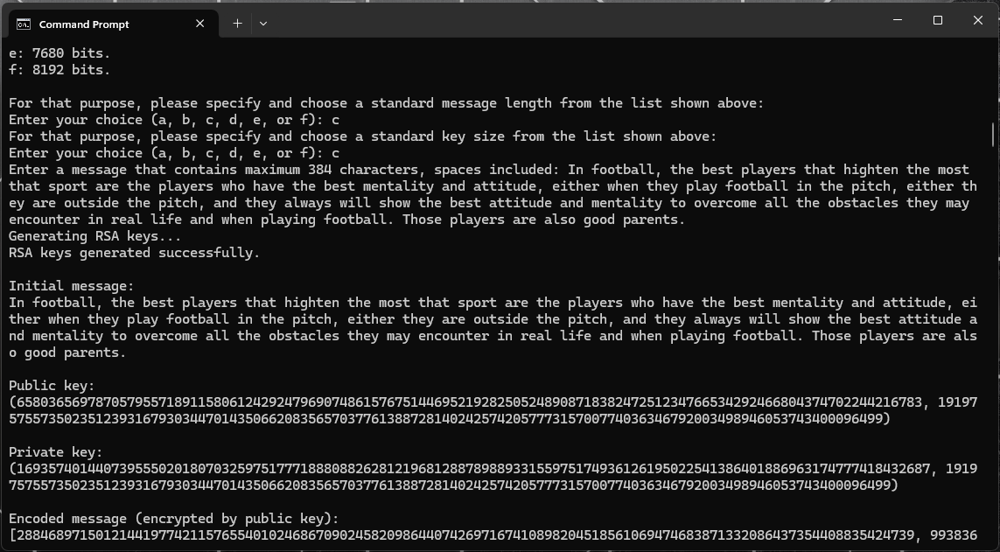 Command Prompt
e: 7680 bits.
f: 8192 bits.
For that purpose, please specify and choose a standard message length from the list shown above:
Enter your choice (a, b, c, d, e, or f): c
For that purpose, please specify and choose a standard key size from the list shown above:
Enter your choice (a, b, c, d, e, or f): c
Enter a message that contains maximum 384 characters, spaces included: In football, the best players that highten the most
that sport are the players who have the best mentality and attitude, either when they play football in the pitch, either th
ey are outside the pitch, and they always will show the best attitude and mentality to overcome all the obstacles they may
encounter in real life and when playing football. Those players are also good parents.
Generating RSA keys...
RSA keys generated successfully.
Initial message:
In football, the best players that highten the most that sport are the players who have the best mentality and attitude, ei
ther when they play football in the pitch, either they are outside the pitch, and they always will show the best attitude a
nd mentality to overcome all the obstacles they may encounter in real life and when playing football. Those players are als
o good parents.
Public key:
(65803656978705795571891158061242924796907486157675144695219282505248908718382472512347665342924668043747022442167​83, 19197
575573502351239316793034470143506620835657037761388728140242574205777315700774036346792003498946053743400096499)
Private key:
(169357401440739555020180703259751777188808826281219681288789889331559751749361261950225413864018869631747777418432687, 1919
7575573502351239316793034470143506620835657037761388728140242574205777315700774036346792003498946053743400096499)
Encoded message (encrypted by public key):
[288468971501214419774211576554010246867090245820986440742697167410898204518561069474683871332086437354408835424739, 993836